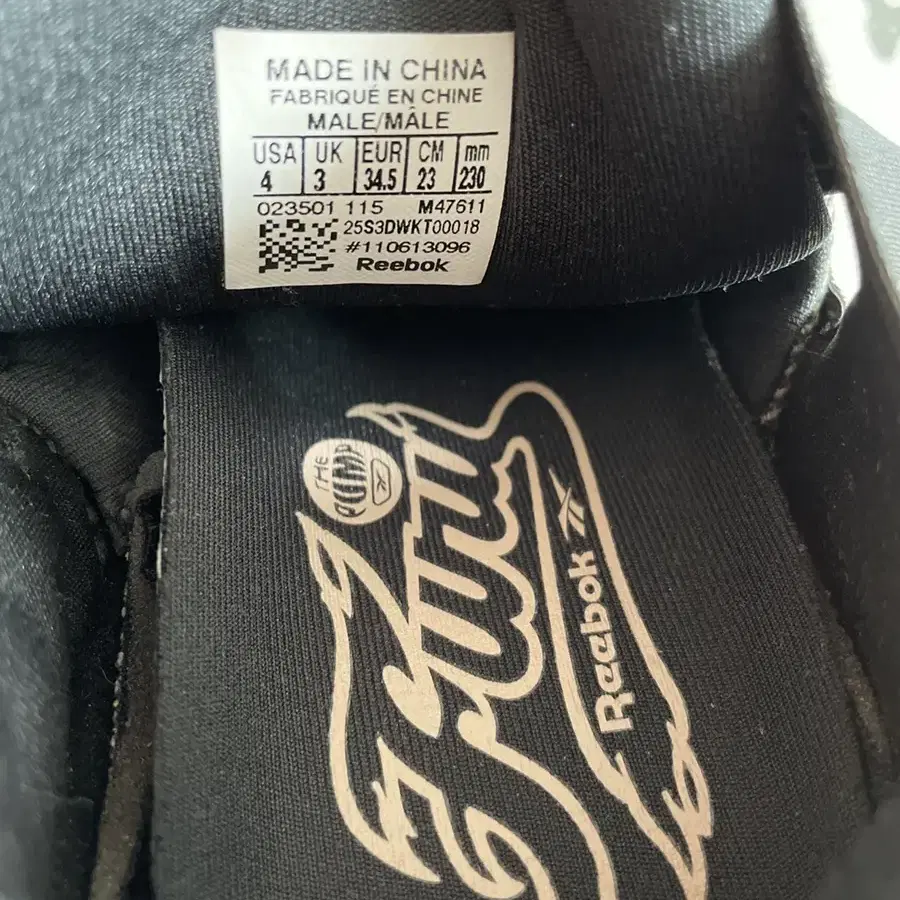 MADE IN CHINA
FABRIQUÉ EN CHINE
MALE/MÂLE
USA UK EUR CM mm
4 3 34.5 23 230
023501 115 M47611
25S3DWKT00018
#110613096
Reebok
THE
PUMP
Fury
Reebok